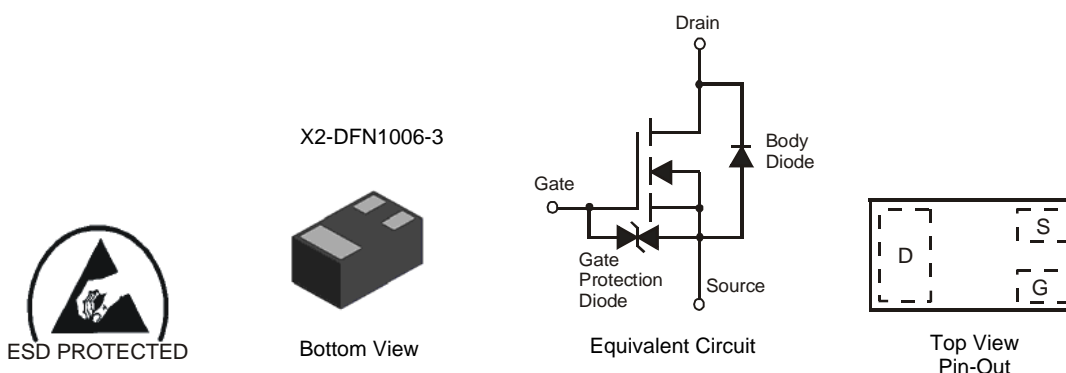 ESD PROTECTED
X2-DFN1006-3
Bottom View
Drain
Body
Diode
Gate
Gate
Protection
Diode
Source
Equivalent Circuit
D
S
G
Top View
Pin-Out